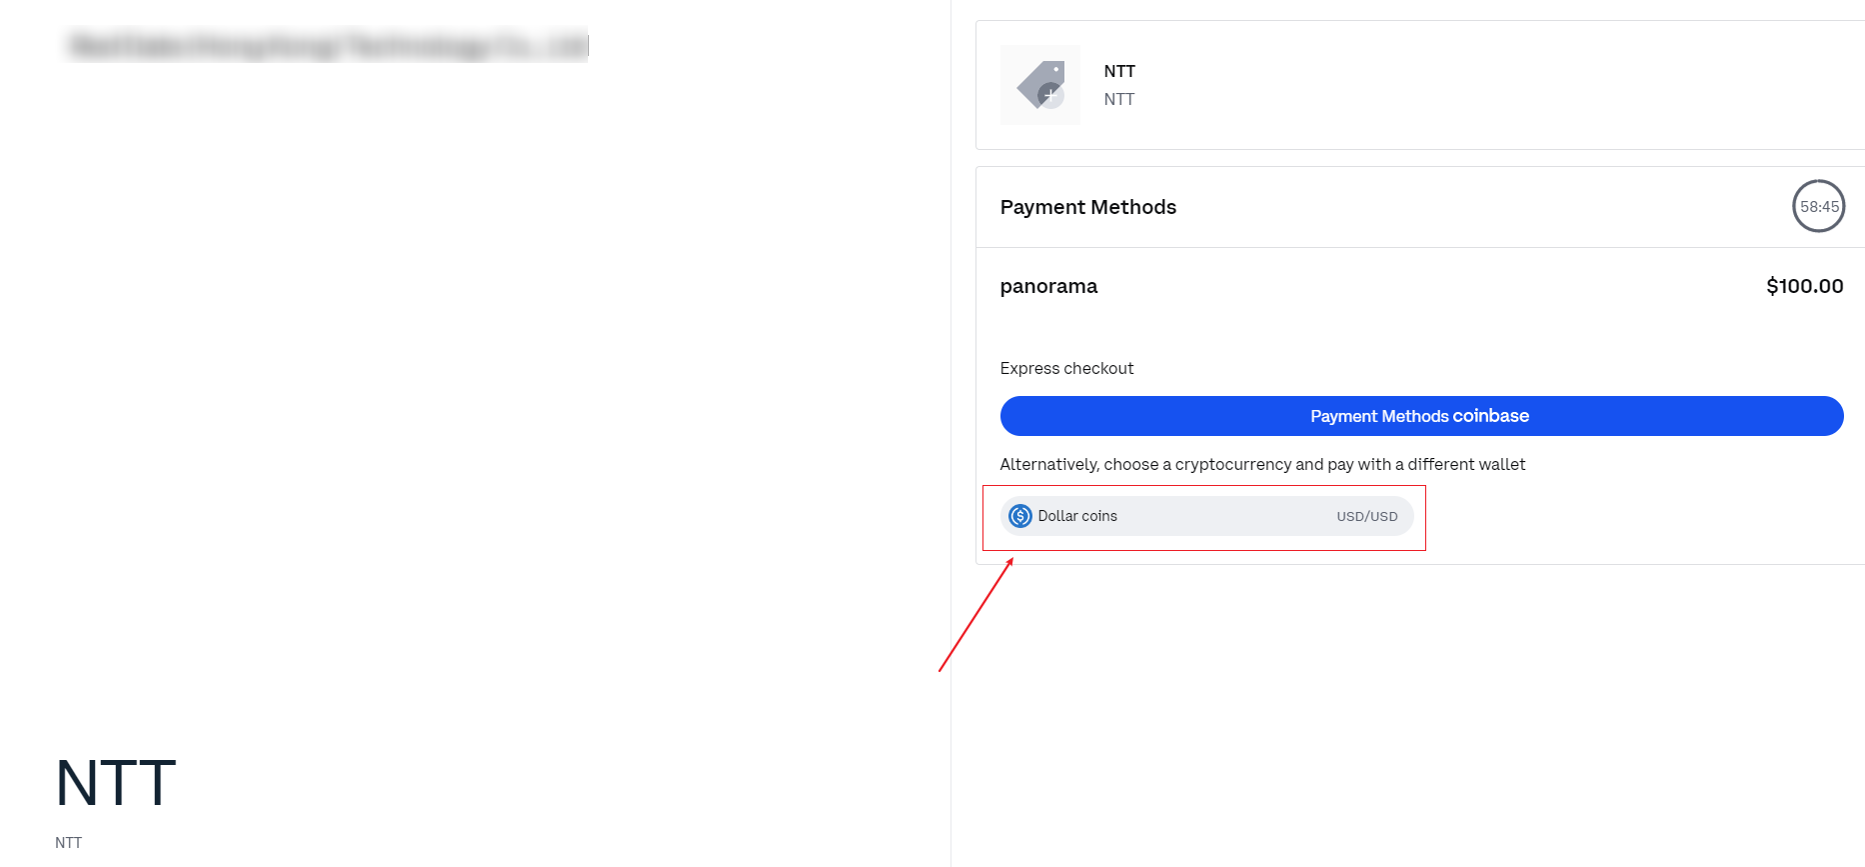 NTT
NTT
NTT
NTT
Payment Methods
58:45
panorama
$100.00
Express checkout
Payment Methods coinbase
Alternatively, choose a cryptocurrency and pay with a different wallet
Dollar coins
USD/USD